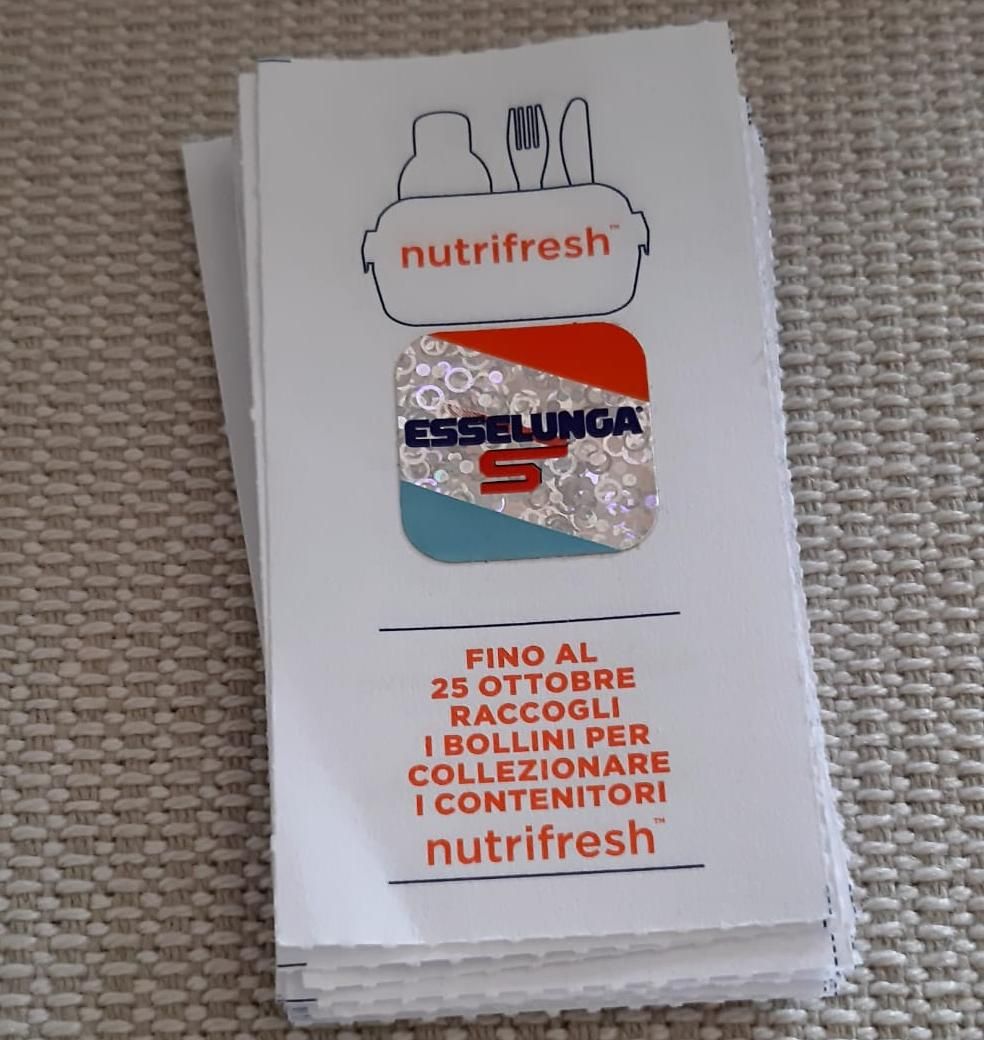 nutrifresh™
ESSELUNGA®
S
FINO AL
25 OTTOBRE
RACCOGLI
I BOLLINI PER
COLLEZIONARE
I CONTENITORI
nutrifresh™